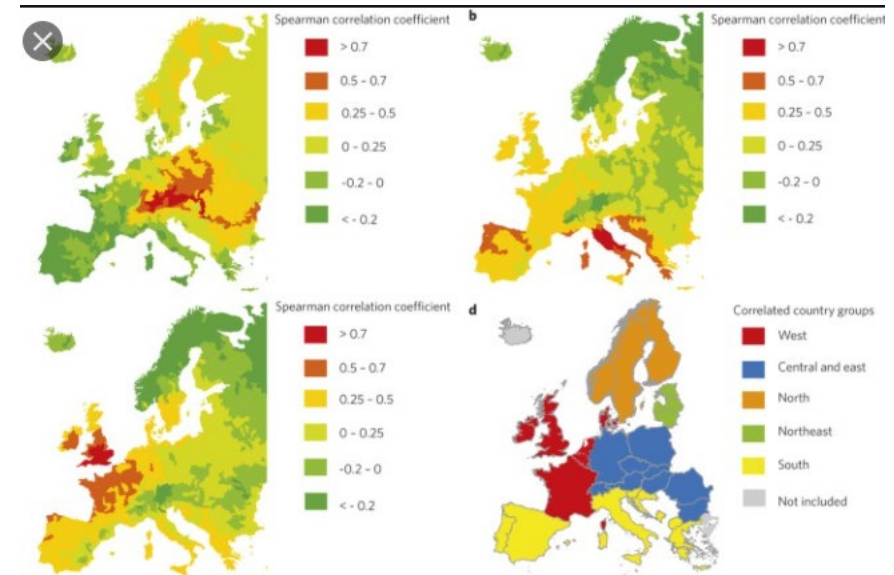 Spearman correlation coefficient
> 0.7
0.5 – 0.7
0.25 – 0.5
0 – 0.25
-0.2 – 0
< - 0.2
b
Spearman correlation coefficient
> 0.7
0.5 – 0.7
0.25 – 0.5
0 – 0.25
-0.2 – 0
< - 0.2
Spearman correlation coefficient
> 0.7
0.5 – 0.7
0.25 – 0.5
0 – 0.25
-0.2 – 0
< - 0.2
d
Correlated country groups
West
Central and east
North
Northeast
South
Not included